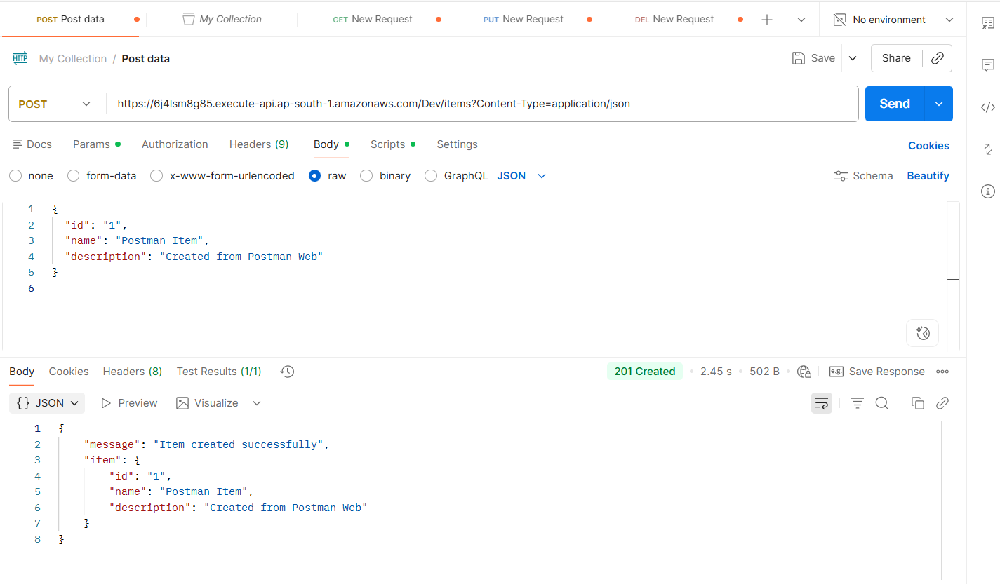 POST Post data My Collection GET New Request PUT New Request DEL New Request No environment
HTTP My Collection / Post data Save Share
POST https://6j4lsm8g85.execute-api.ap-south-1.amazonaws.com/Dev/items?Content-Type=application/json Send
Docs Params Authorization Headers (9) Body Scripts Settings Cookies
none form-data x-www-form-urlencoded raw binary GraphQL JSON Schema Beautify
1 {
2 "id": "1",
3 "name": "Postman Item",
4 "description": "Created from Postman Web"
5 }
6
Body Cookies Headers (8) Test Results (1/1) 201 Created 2.45 s 502 B e.g. Save Response
{} JSON Preview Visualize
1 {
2 "message": "Item created successfully",
3 "item": {
4 "id": "1",
5 "name": "Postman Item",
6 "description": "Created from Postman Web"
7 }
8 }